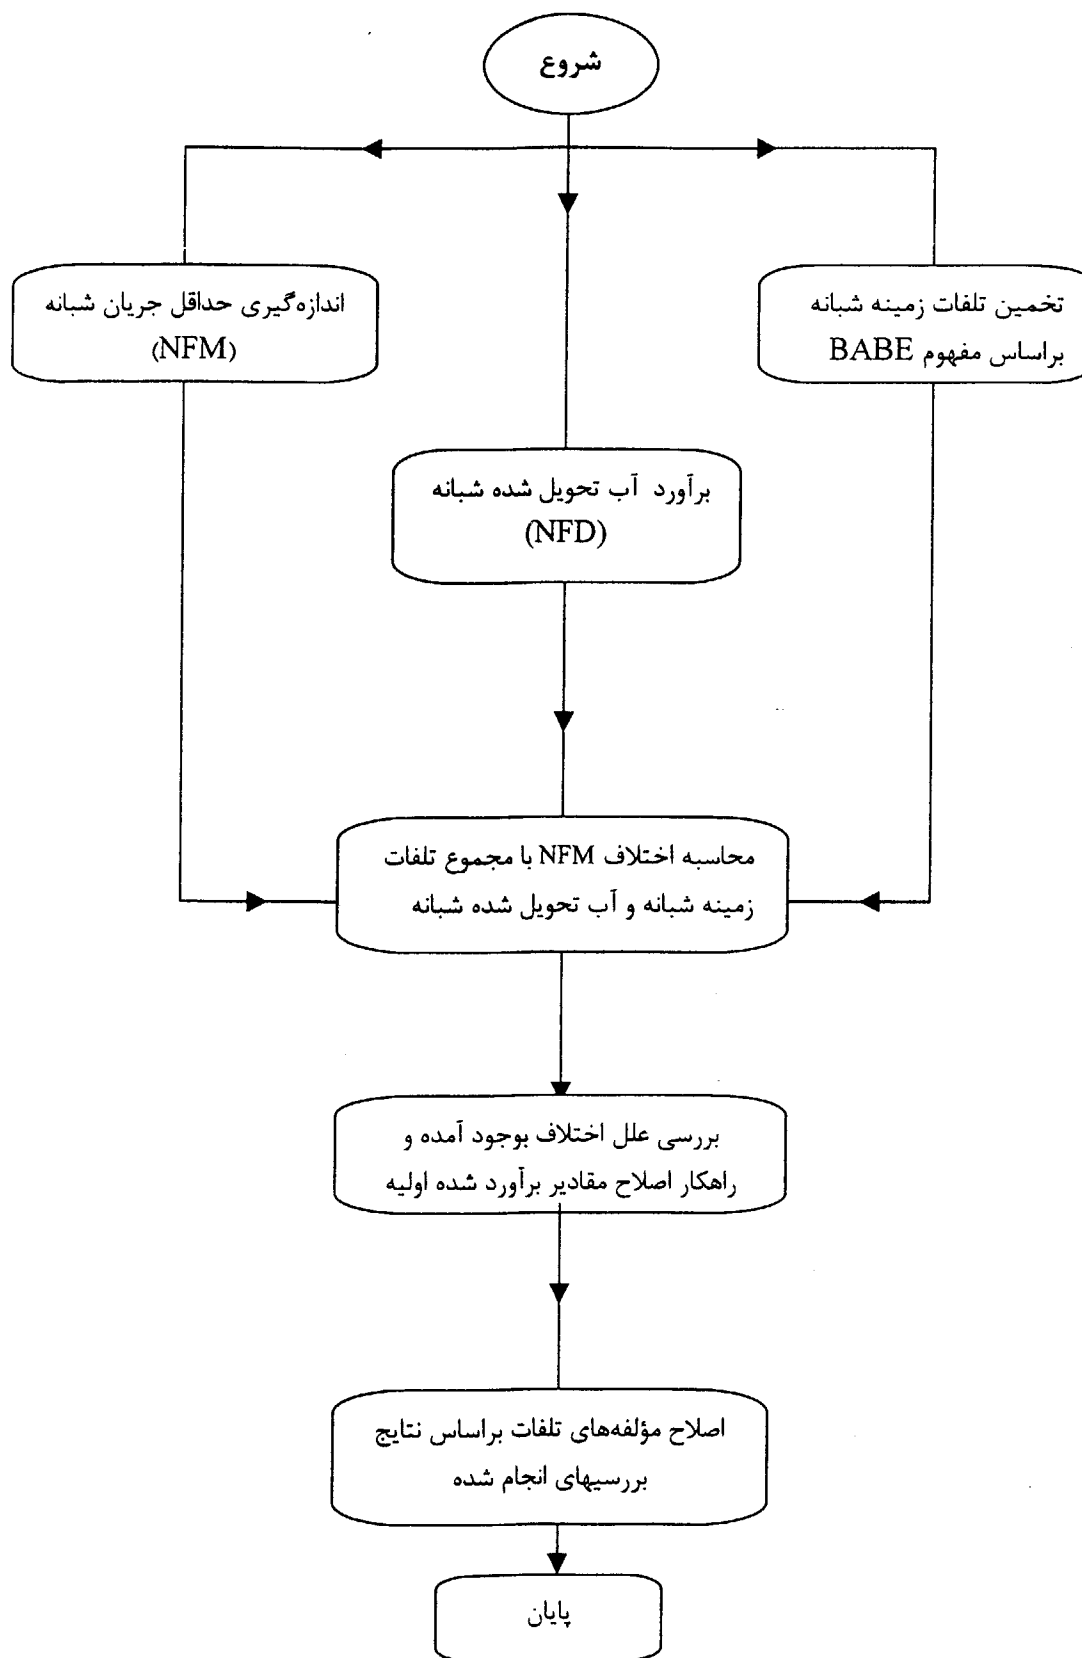 شروع
تخمین تلفات زمینه شبانه
براساس مفهوم BABE
اندازه‌گیری حداقل جریان شبانه
(NFM)
برآورد آب تحویل شده شبانه
(NFD)
محاسبه اختلاف NFM با مجموع تلفات
زمینه شبانه و آب تحویل شده شبانه
بررسی علل اختلاف بوجود آمده و
راهکار اصلاح مقادیر برآورد شده اولیه
اصلاح مؤلفه‌های تلفات براساس نتایج
بررسیهای انجام شده
پایان